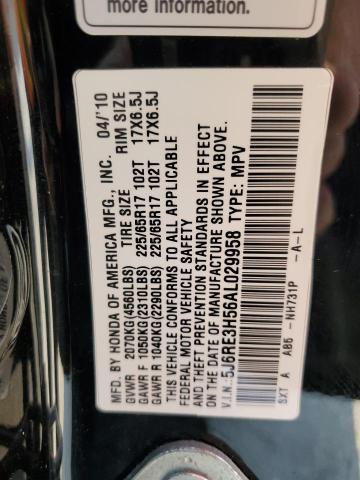 more information.
MFD. BY HONDA OF AMERICA MFG., INC. 04/'10
GVWR 2070KG(4560LBS) TIRE SIZE RIM SIZE
GAWR F 1050KG(2310LBS) 225/65R17 102T 17X6.5J
GAWR R 1040KG(2290LBS) 225/65R17 102T 17X6.5J
THIS VEHICLE CONFORMS TO ALL APPLICABLE
FEDERAL MOTOR VEHICLE SAFETY
AND THEFT PREVENTION STANDARDS IN EFFECT
ON THE DATE OF MANUFACTURE SHOWN ABOVE.
V.I.N.: 5J6RE3H56AL029958 TYPE: MPV
SXT A AB5 -NH731P -A-L